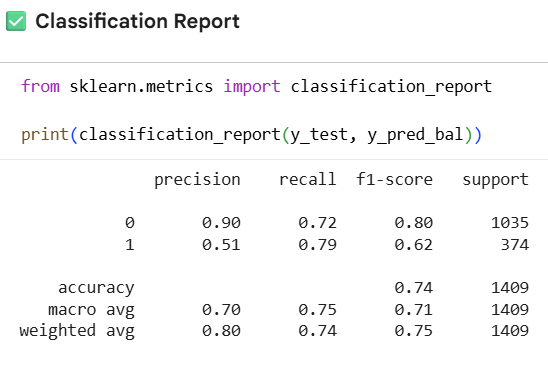 ✅ Classification Report
from sklearn.metrics import classification_report
print(classification_report(y_test, y_pred_bal))
precision recall f1-score support
0 0.90 0.72 0.80 1035
1 0.51 0.79 0.62 374
accuracy 0.74 1409
macro avg 0.70 0.75 0.71 1409
weighted avg 0.80 0.74 0.75 1409